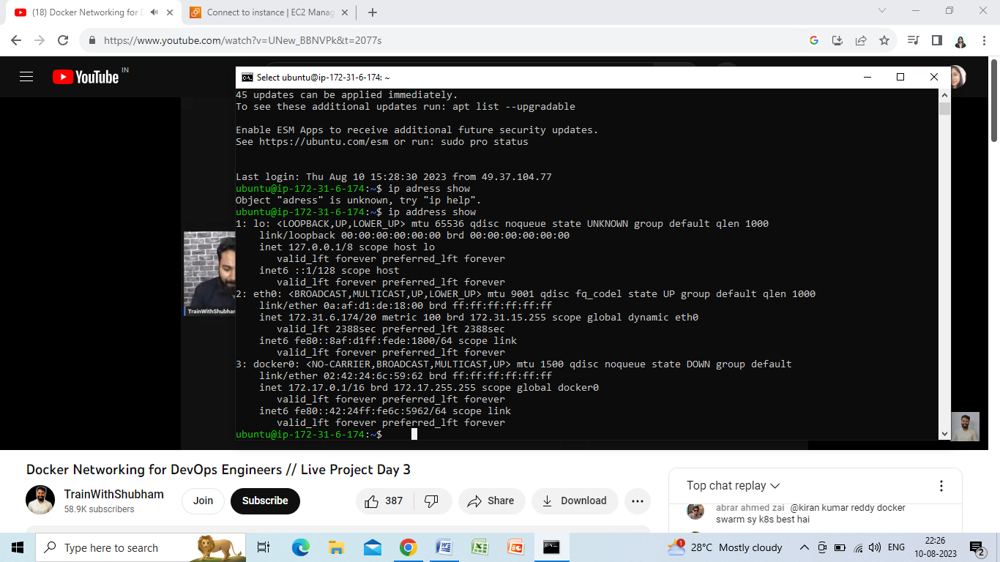 (18) Docker Networking for D
Connect to instance | EC2 Manag
https://www.youtube.com/watch?v=UNew_BBNVPk&t=2077s
YouTube IN
Select ubuntu@ip-172-31-6-174: ~
45 updates can be applied immediately.
To see these additional updates run: apt list --upgradable
Enable ESM Apps to receive additional future security updates.
See https://ubuntu.com/esm or run: sudo pro status
Last login: Thu Aug 10 15:28:30 2023 from 49.37.104.77
ubuntu@ip-172-31-6-174:~$ ip adress show
Object "adress" is unknown, try "ip help".
ubuntu@ip-172-31-6-174:~$ ip address show
1: lo: <LOOPBACK,UP,LOWER_UP> mtu 65536 qdisc noqueue state UNKNOWN group default qlen 1000
link/loopback 00:00:00:00:00:00 brd 00:00:00:00:00:00
inet 127.0.0.1/8 scope host lo
valid_lft forever preferred_lft forever
inet6 ::1/128 scope host
valid_lft forever preferred_lft forever
2: eth0: <BROADCAST,MULTICAST,UP,LOWER_UP> mtu 9001 qdisc fq_codel state UP group default qlen 1000
link/ether 0a:af:d1:de:18:00 brd ff:ff:ff:ff:ff:ff
inet 172.31.6.174/20 metric 100 brd 172.31.15.255 scope global dynamic eth0
valid_lft 2388sec preferred_lft 2388sec
inet6 fe80::8af:d1ff:fede:1800/64 scope link
valid_lft forever preferred_lft forever
3: docker0: <NO-CARRIER,BROADCAST,MULTICAST,UP> mtu 1500 qdisc noqueue state DOWN group default
link/ether 02:42:24:6c:59:62 brd ff:ff:ff:ff:ff:ff
inet 172.17.0.1/16 brd 172.17.255.255 scope global docker0
valid_lft forever preferred_lft forever
inet6 fe80::42:24ff:fe6c:5962/64 scope link
valid_lft forever preferred_lft forever
ubuntu@ip-172-31-6-174:~$
TrainWithShubham
Docker Networking for DevOps Engineers // Live Project Day 3
TrainWithShubham
58.9K subscribers
Join
Subscribe
387
Share
Download
Top chat replay
abrar ahmed zai @kiran kumar reddy docker
swarm sy k8s best hai
Type here to search
1
28°C Mostly cloudy
ENG
22:26
10-08-2023
2